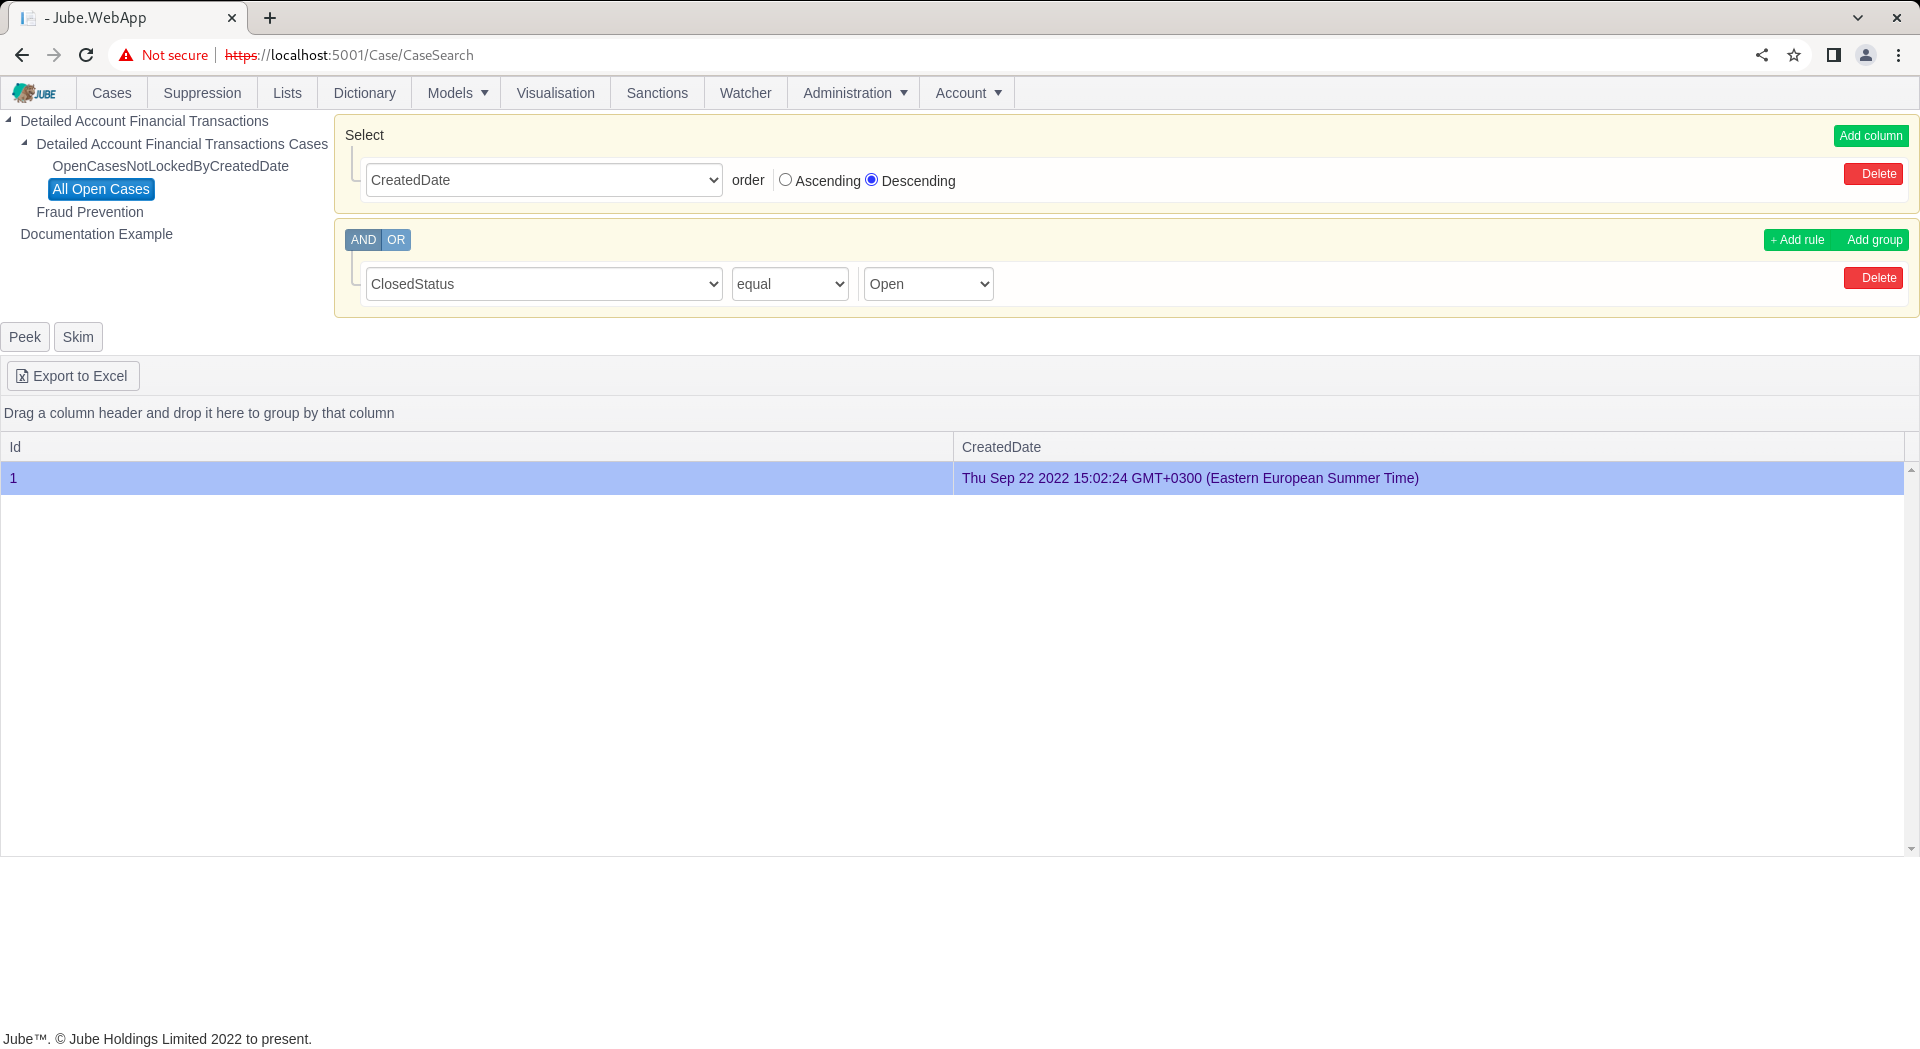 - Jube.WebApp
Not secure https://localhost:5001/Case/CaseSearch
JUBE Cases Suppression Lists Dictionary Models Visualisation Sanctions Watcher Administration Account
Detailed Account Financial Transactions
Detailed Account Financial Transactions Cases
OpenCasesNotLockedByCreatedDate
All Open Cases
Fraud Prevention
Documentation Example
Select Add column
CreatedDate order Ascending Descending Delete
AND OR + Add rule Add group
ClosedStatus equal Open Delete
Peek Skim
Export to Excel
Drag a column header and drop it here to group by that column
Id CreatedDate
1 Thu Sep 22 2022 15:02:24 GMT+0300 (Eastern European Summer Time)
Jube™. © Jube Holdings Limited 2022 to present.